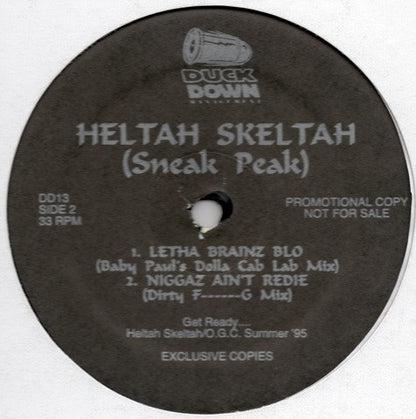 DUCK
DOWN
MANAGEMENT
HELTAH SKELTAH
(Sneak Peak)
DD13
SIDE 2
33 RPM
PROMOTIONAL COPY
NOT FOR SALE
1. LETHA BRAINZ BLO
(Baby Paul's Dolla Cab Lab Mix)
2. NIGGAZ AIN'T REDIE
(Dirty F------G Mix)
Get Ready....
Heltah Skeltah/O.G.C. Summer '95
EXCLUSIVE COPIES